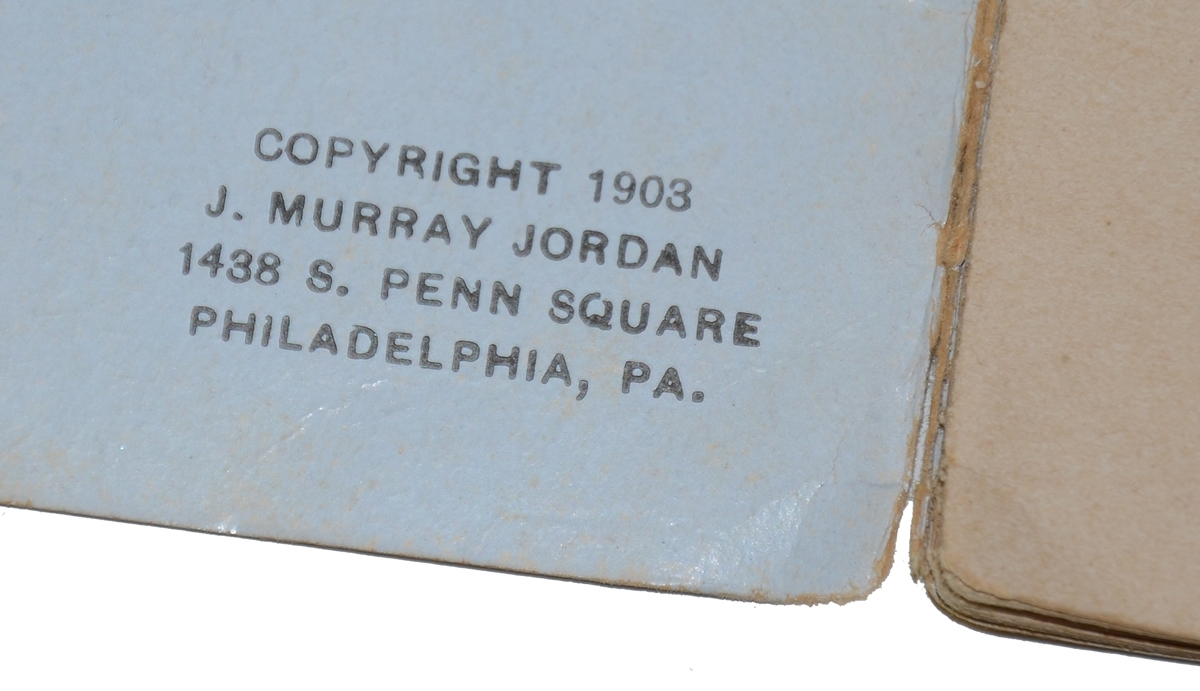 COPYRIGHT 1903
J. MURRAY JORDAN
1438 S. PENN SQUARE
PHILADELPHIA, PA.